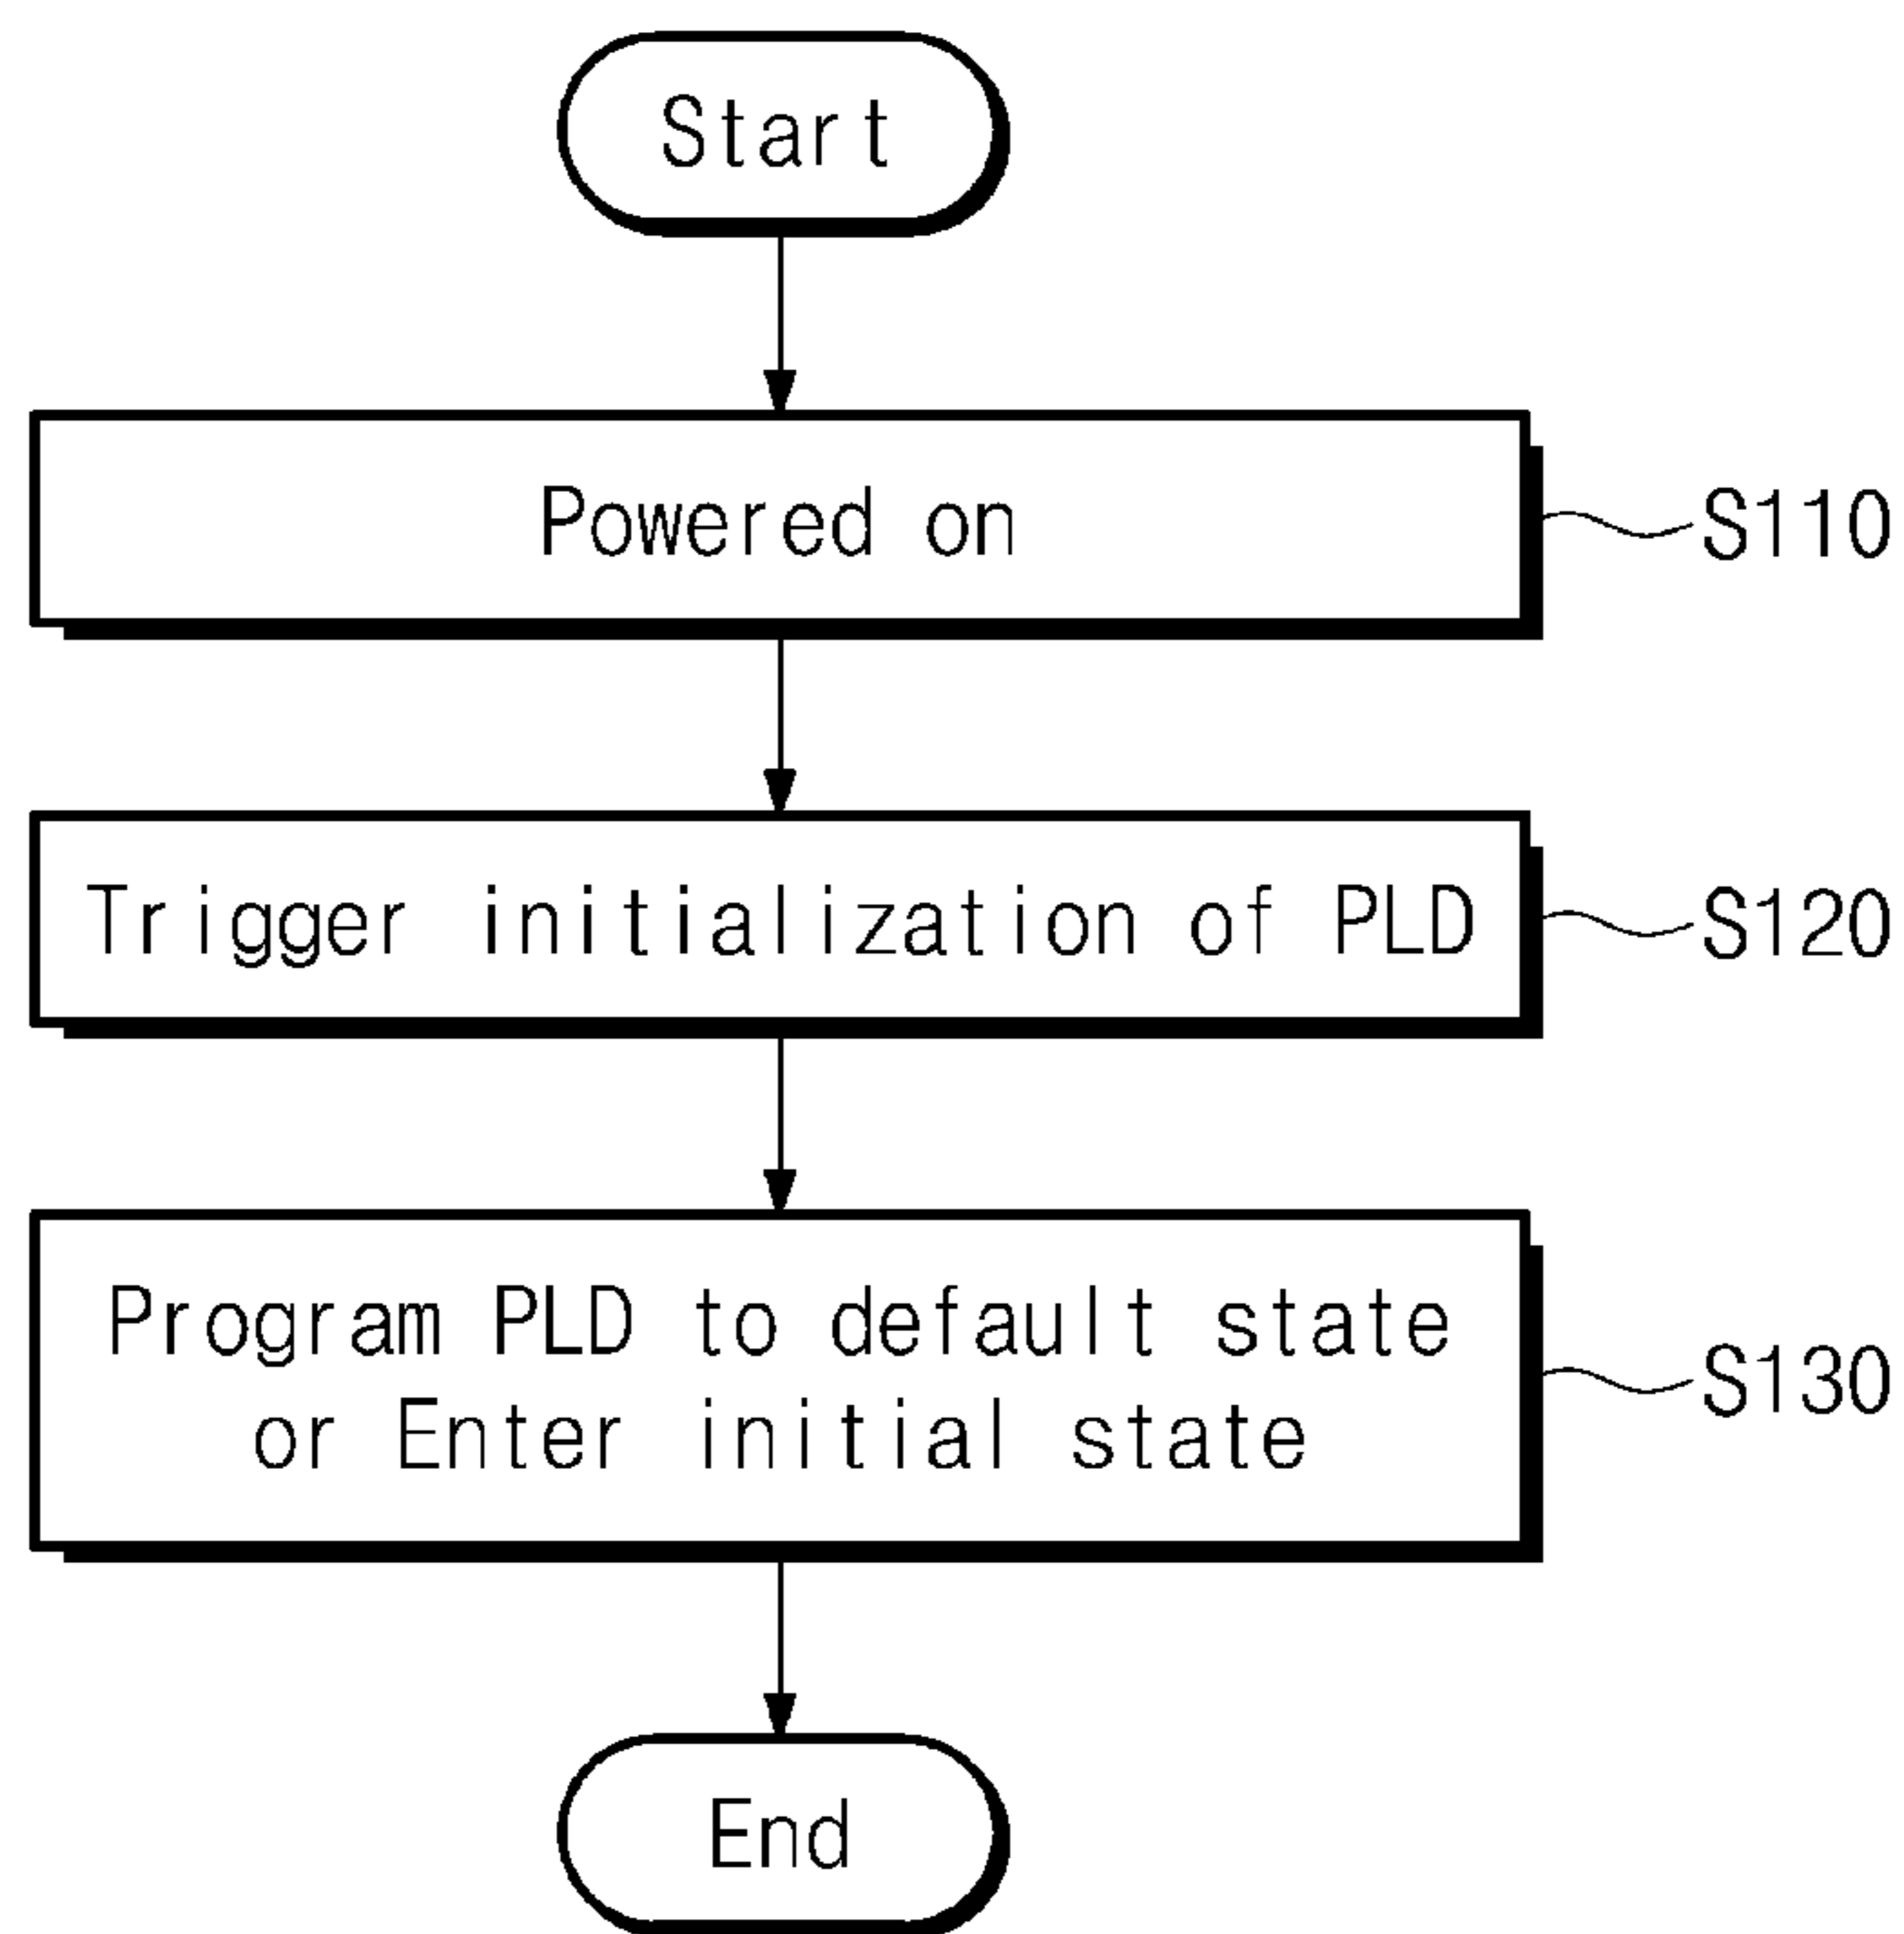 Start
Powered on
S110
Trigger initialization of PLD
S120
Program PLD to default state
or Enter initial state
S130
End